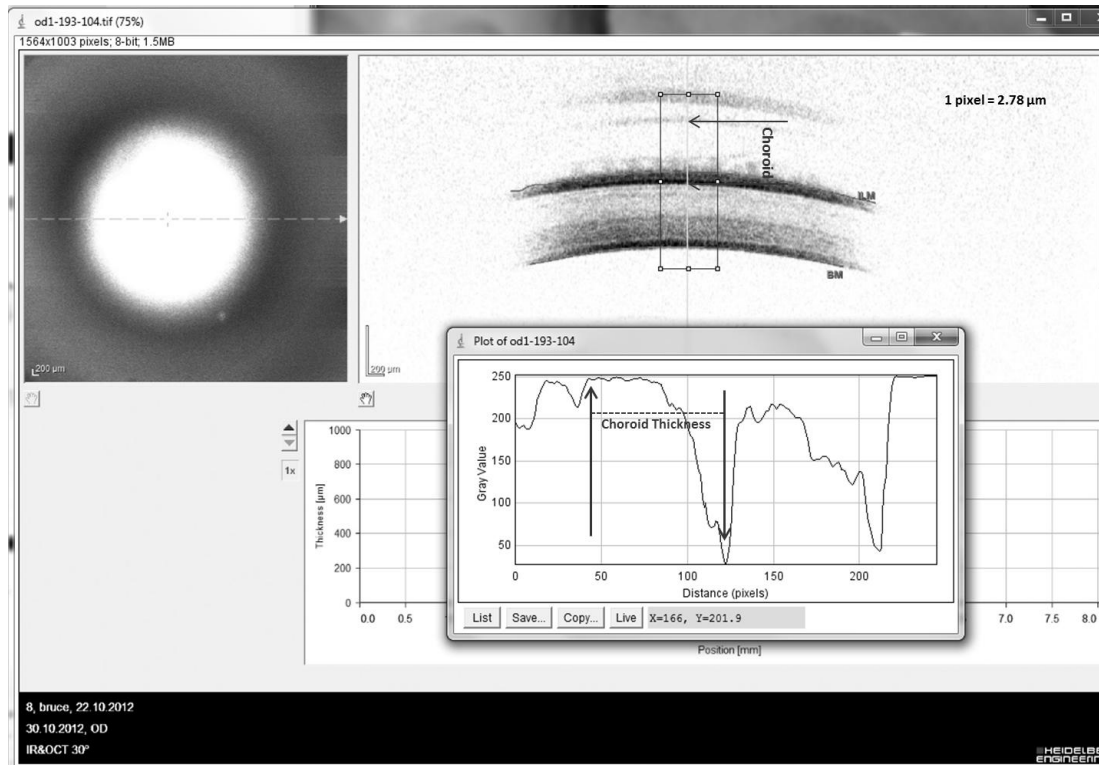 od1-193-104.tif (75%)
1564x1003 pixels; 8-bit; 1.5MB
1 pixel = 2.78 µm
Choroid
ILM
BM
200 µm
200 µm
Plot of od1-193-104
250
200
150
100
50
Gray Value
Choroid Thickness
0 50 100 150 200
Distance (pixels)
List Save... Copy... Live X=166, Y=201.9
1x
1000
800
600
400
200
0
Thickness [µm]
0.0 0.5 7.0 7.5 8.0
Position [mm]
8, bruce, 22.10.2012
30.10.2012, OD
IR&OCT 30°
HEIDELBE
ENGINEERIN